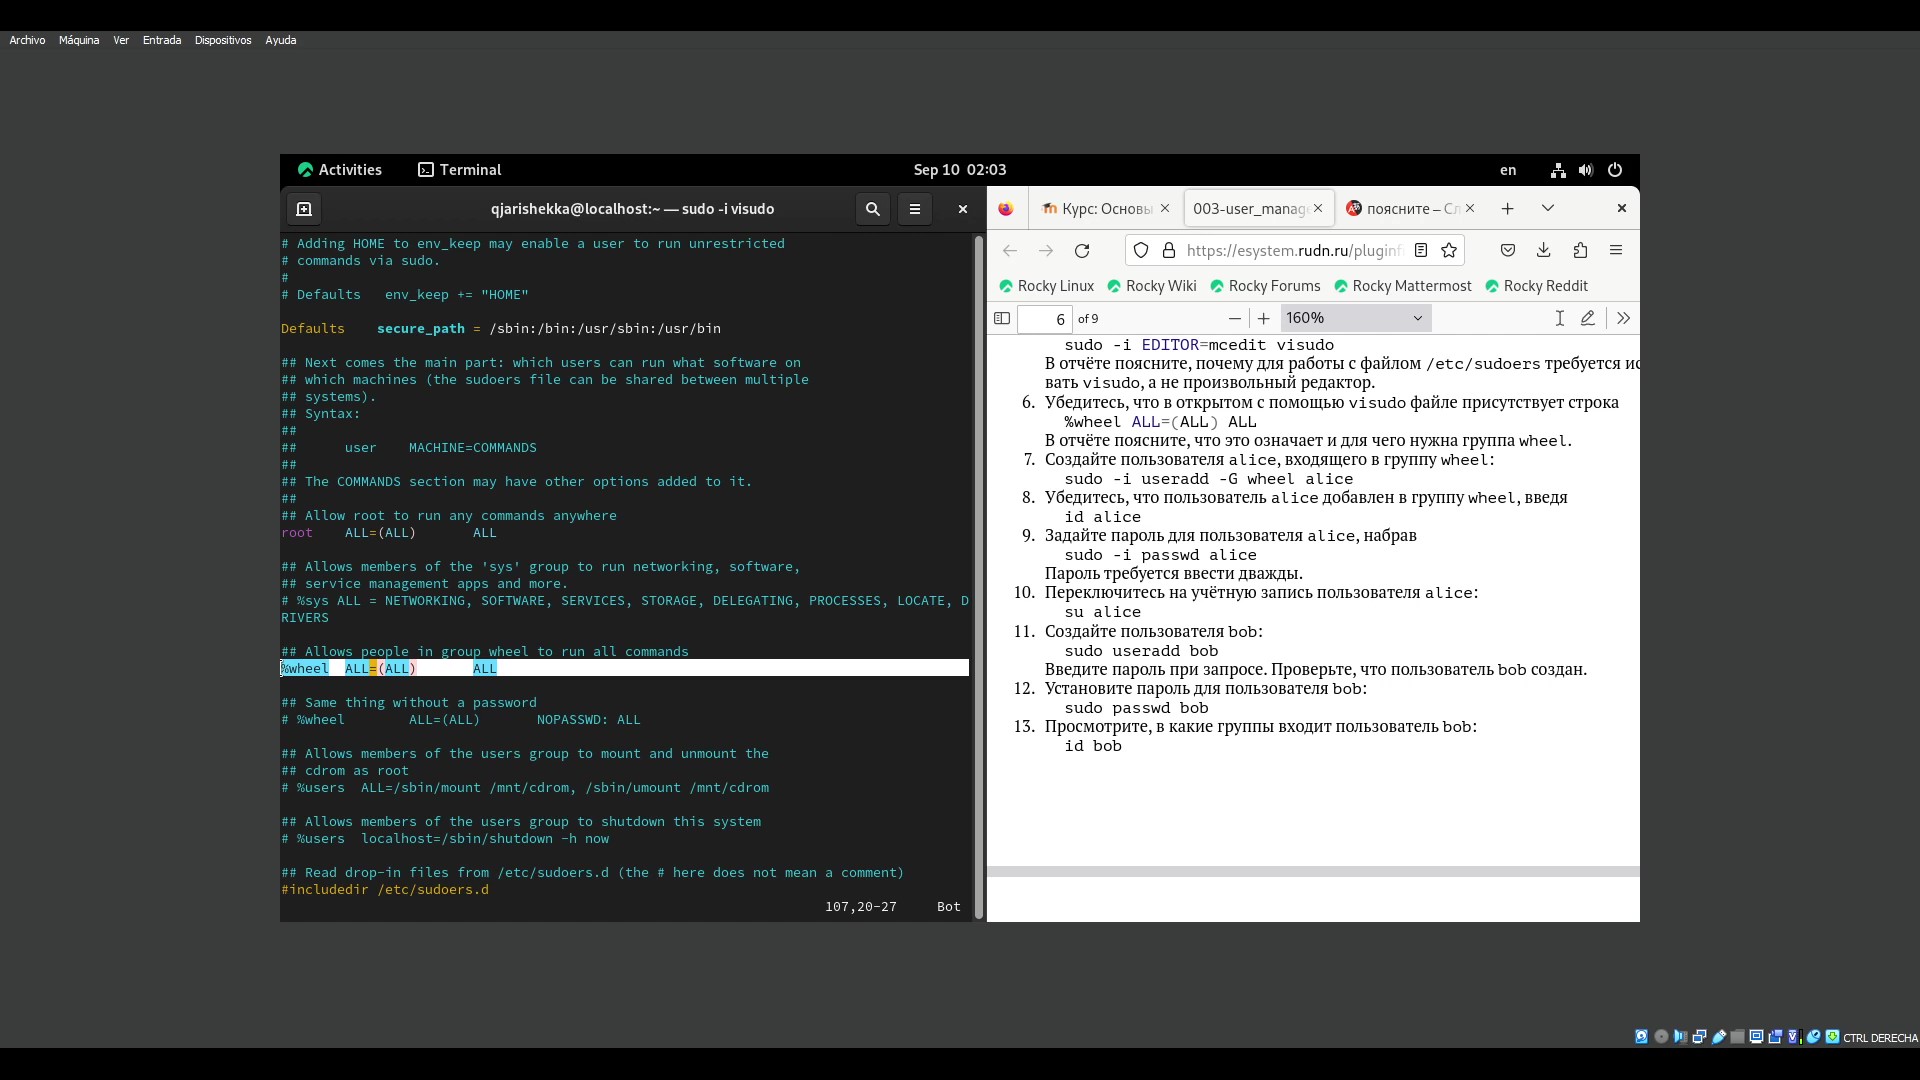 Archivo Máquina Ver Entrada Dispositivos Ayuda
Activities Terminal Sep 10 02:03 en
qjarishekka@localhost:~ — sudo -i visudo
# Adding HOME to env_keep may enable a user to run unrestricted
# commands via sudo.
#
# Defaults   env_keep += "HOME"
Defaults    secure_path = /sbin:/bin:/usr/sbin:/usr/bin
## Next comes the main part: which users can run what software on
## which machines (the sudoers file can be shared between multiple
## systems).
## Syntax:
##
##      user    MACHINE=COMMANDS
##
## The COMMANDS section may have other options added to it.
##
## Allow root to run any commands anywhere
root    ALL=(ALL)       ALL
## Allows members of the 'sys' group to run networking, software,
## service management apps and more.
# %sys ALL = NETWORKING, SOFTWARE, SERVICES, STORAGE, DELEGATING, PROCESSES, LOCATE, D
RIVERS
## Allows people in group wheel to run all commands
%wheel  ALL=(ALL)       ALL
## Same thing without a password
# %wheel        ALL=(ALL)       NOPASSWD: ALL
## Allows members of the users group to mount and unmount the
## cdrom as root
# %users  ALL=/sbin/mount /mnt/cdrom, /sbin/umount /mnt/cdrom
## Allows members of the users group to shutdown this system
# %users  localhost=/sbin/shutdown -h now
## Read drop-in files from /etc/sudoers.d (the # here does not mean a comment)
#includedir /etc/sudoers.d
107,20-27     Bot
Курс: Основы 003-user_manag поясните – Сл
https://esystem.rudn.ru/pluginf
Rocky Linux Rocky Wiki Rocky Forums Rocky Mattermost Rocky Reddit
6 of 9 160%
sudo -i EDITOR=mcedit visudo
В отчёте поясните, почему для работы с файлом /etc/sudoers требуется ис
вать visudo, а не произвольный редактор.
6. Убедитесь, что в открытом с помощью visudo файле присутствует строка
%wheel ALL=(ALL) ALL
В отчёте поясните, что это означает и для чего нужна группа wheel.
7. Создайте пользователя alice, входящего в группу wheel:
sudo -i useradd -G wheel alice
8. Убедитесь, что пользователь alice добавлен в группу wheel, введя
id alice
9. Задайте пароль для пользователя alice, набрав
sudo -i passwd alice
Пароль требуется ввести дважды.
10. Переключитесь на учётную запись пользователя alice:
su alice
11. Создайте пользователя bob:
sudo useradd bob
Введите пароль при запросе. Проверьте, что пользователь bob создан.
12. Установите пароль для пользователя bob:
sudo passwd bob
13. Просмотрите, в какие группы входит пользователь bob:
id bob
CTRL DERECHA